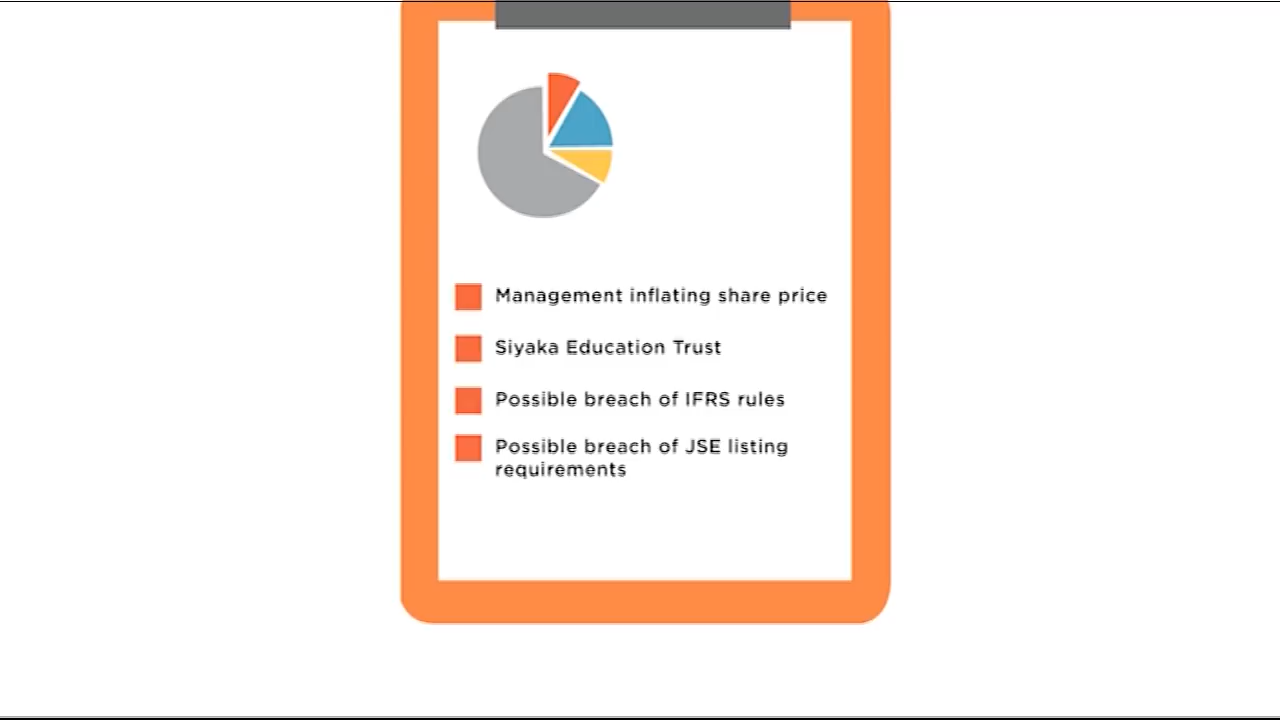 Management inflating share price
Siyaka Education Trust
Possible breach of IFRS rules
Possible breach of JSE listing
requirements